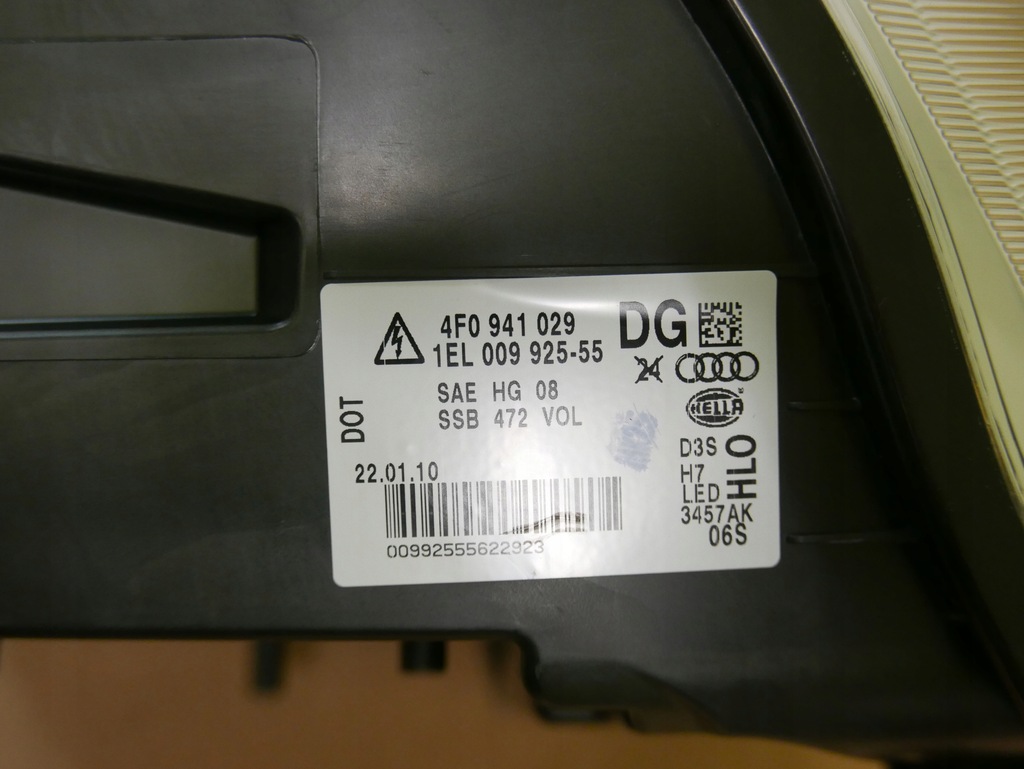 4F0 941 029
1EL 009 925-55
DG
24
SAE HG 08
SSB 472 VOL
HELLA
DOT
D3S
H7
LED
HLO
3457AK
06S
22.01.10
00992555622923